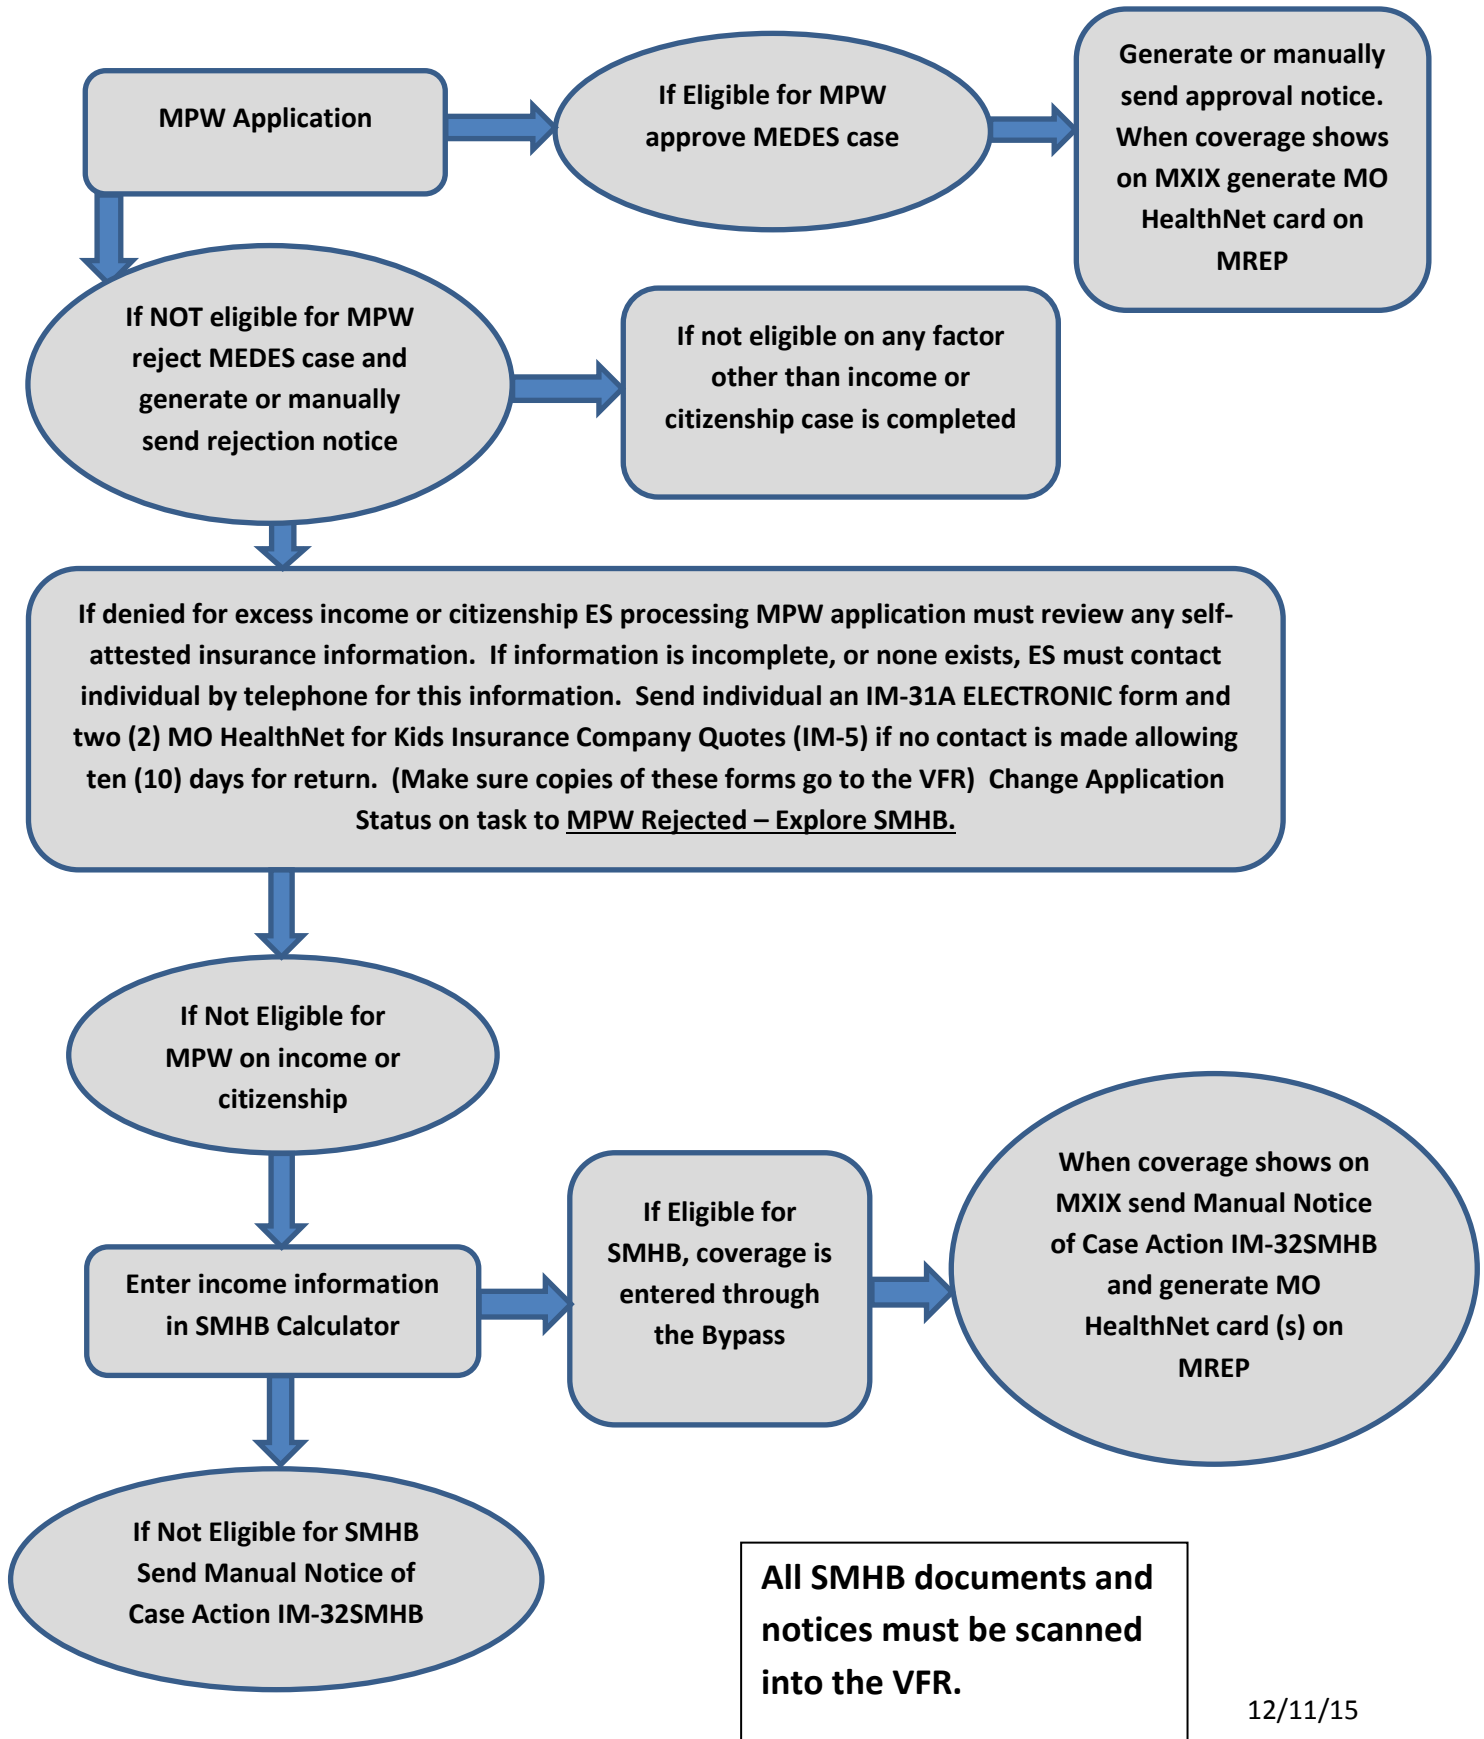 MPW Application
If Eligible for MPW
approve MEDES case
Generate or manually
send approval notice.
When coverage shows
on MXIX generate MO
HealthNet card on
MREP
If NOT eligible for MPW
reject MEDES case and
generate or manually
send rejection notice
If not eligible on any factor
other than income or
citizenship case is completed
If denied for excess income or citizenship ES processing MPW application must review any self-
attested insurance information.  If information is incomplete, or none exists, ES must contact
individual by telephone for this information.  Send individual an IM-31A ELECTRONIC form and
two (2) MO HealthNet for Kids Insurance Company Quotes (IM-5) if no contact is made allowing
ten (10) days for return.  (Make sure copies of these forms go to the VFR)  Change Application
Status on task to MPW Rejected – Explore SMHB.
If Not Eligible for
MPW on income or
citizenship
Enter income information
in SMHB Calculator
If Eligible for
SMHB, coverage is
entered through
the Bypass
When coverage shows on
MXIX send Manual Notice
of Case Action IM-32SMHB
and generate MO
HealthNet card (s) on
MREP
If Not Eligible for SMHB
Send Manual Notice of
Case Action IM-32SMHB
All SMHB documents and
notices must be scanned
into the VFR.
12/11/15